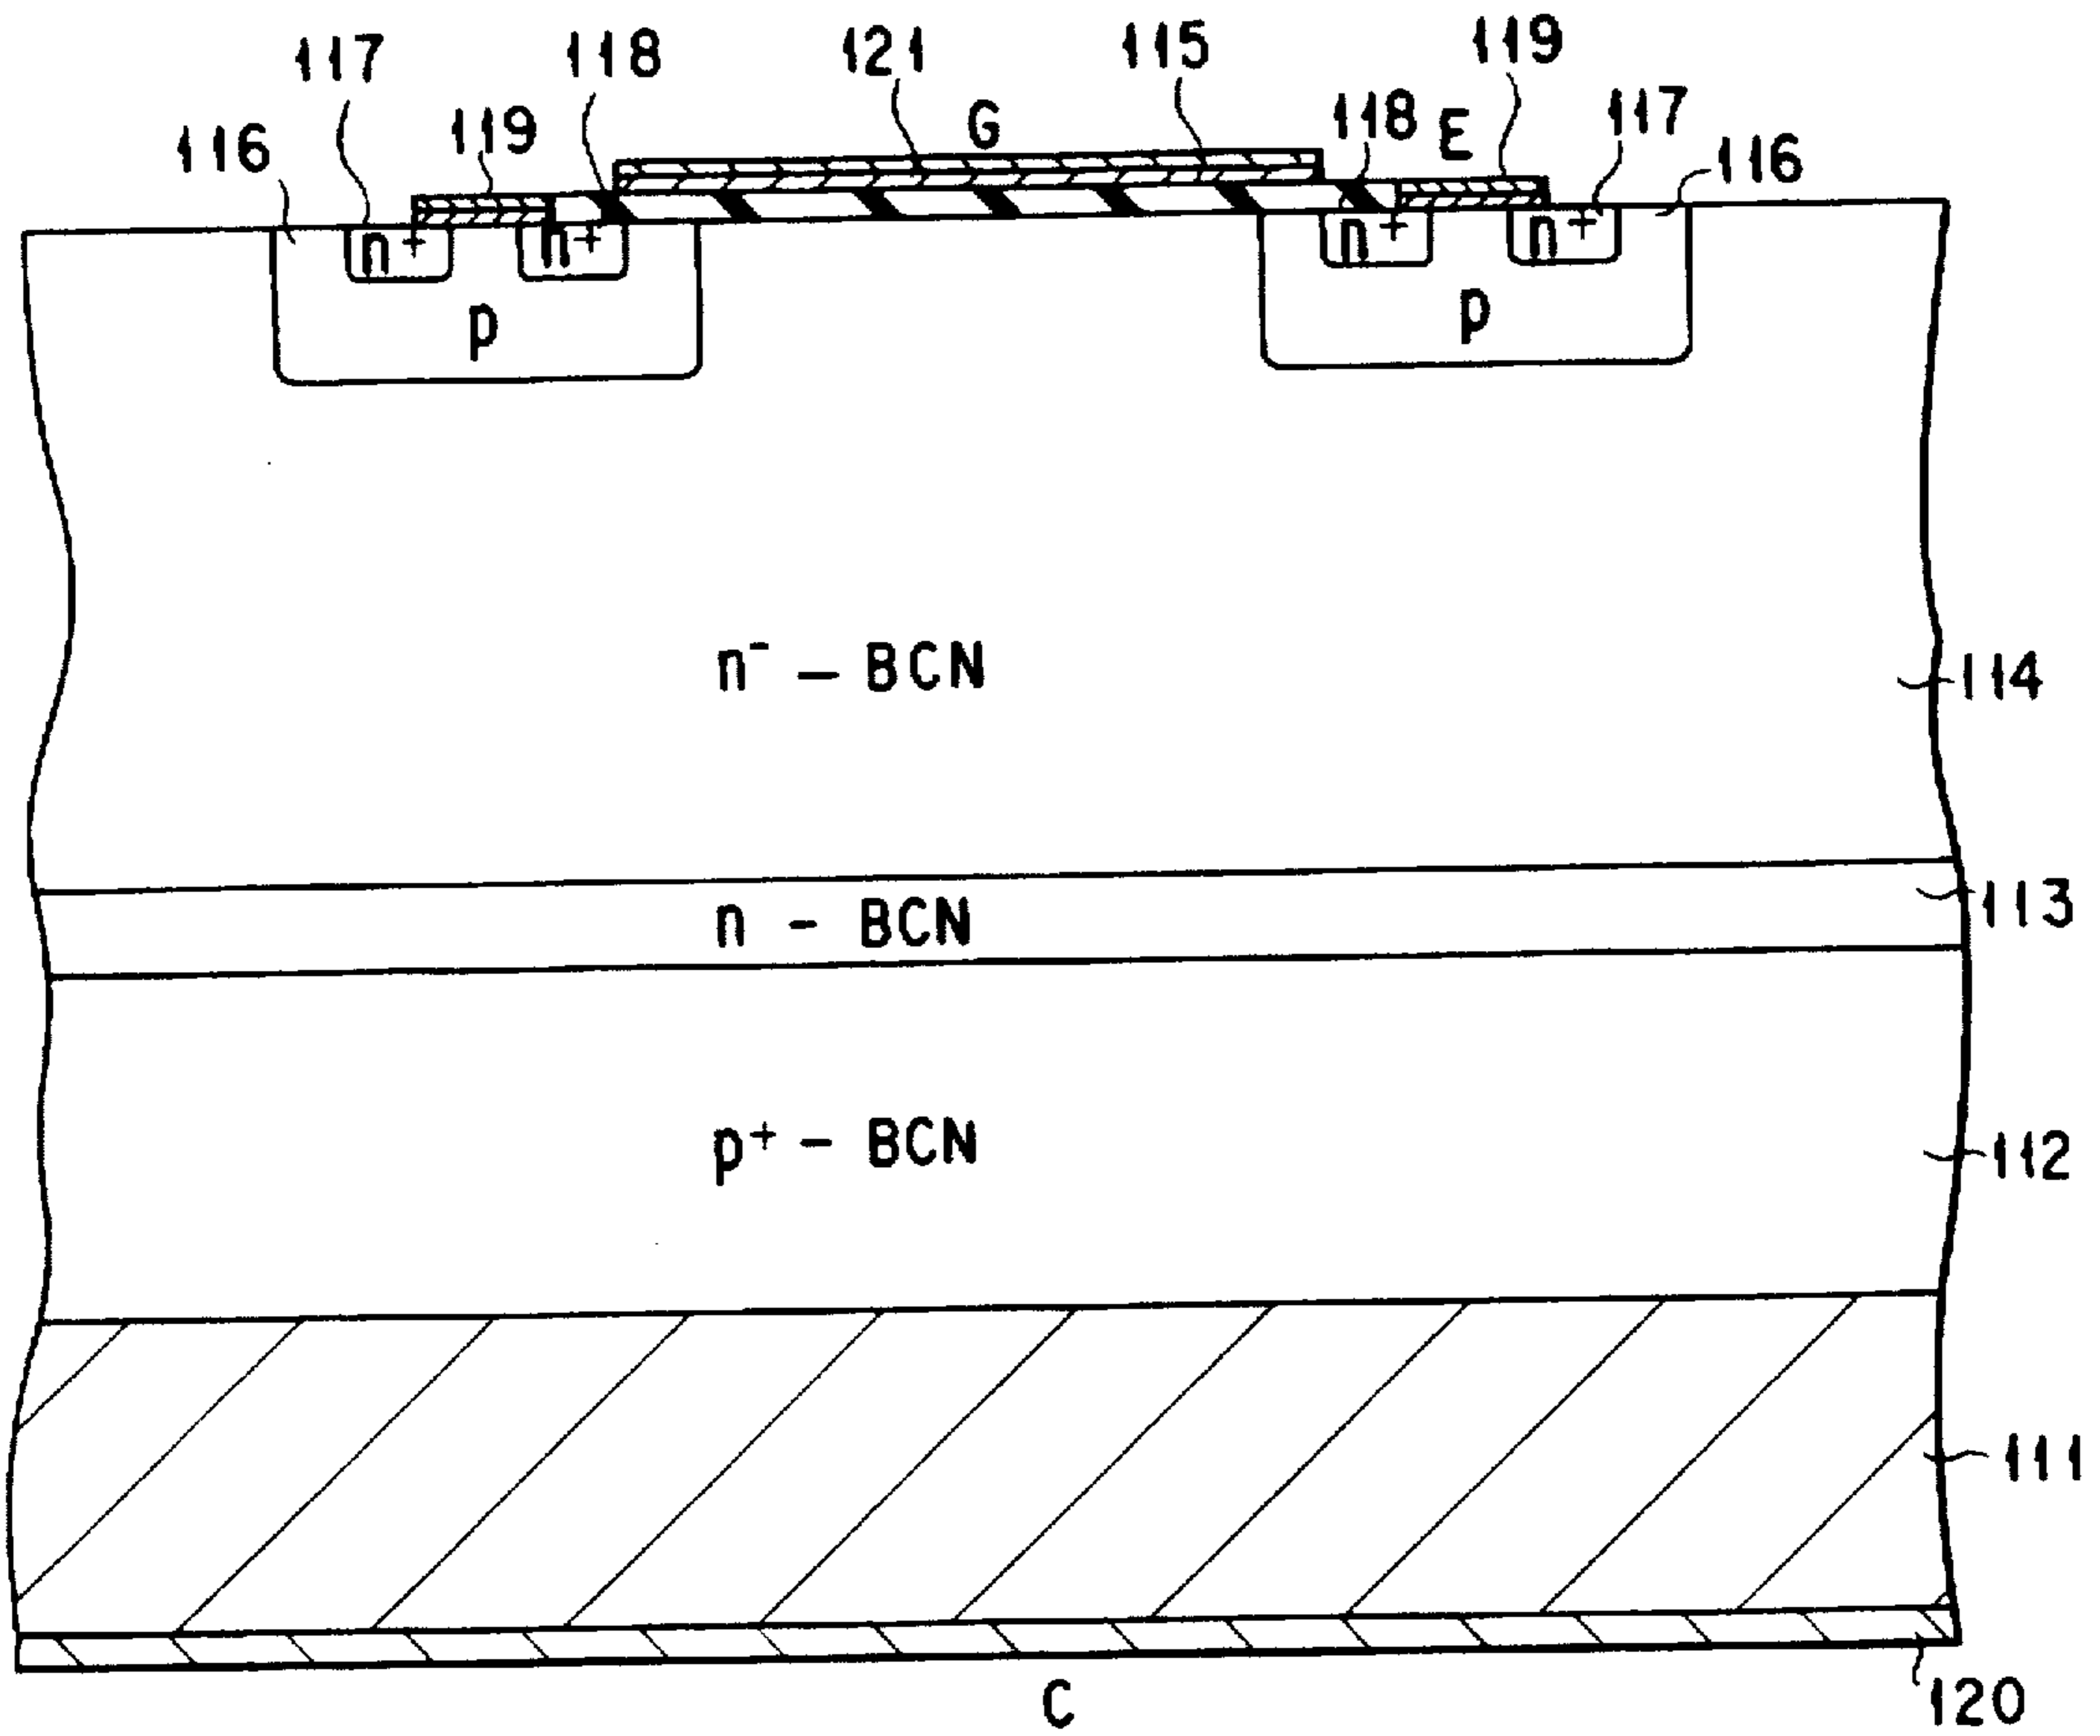 117 118 121 115 119
116 119 G 118 E 117 116
n+ n+ n+ n+
p p
n⁻ – BCN 114
n – BCN 113
p+ – BCN 112
111
C 120